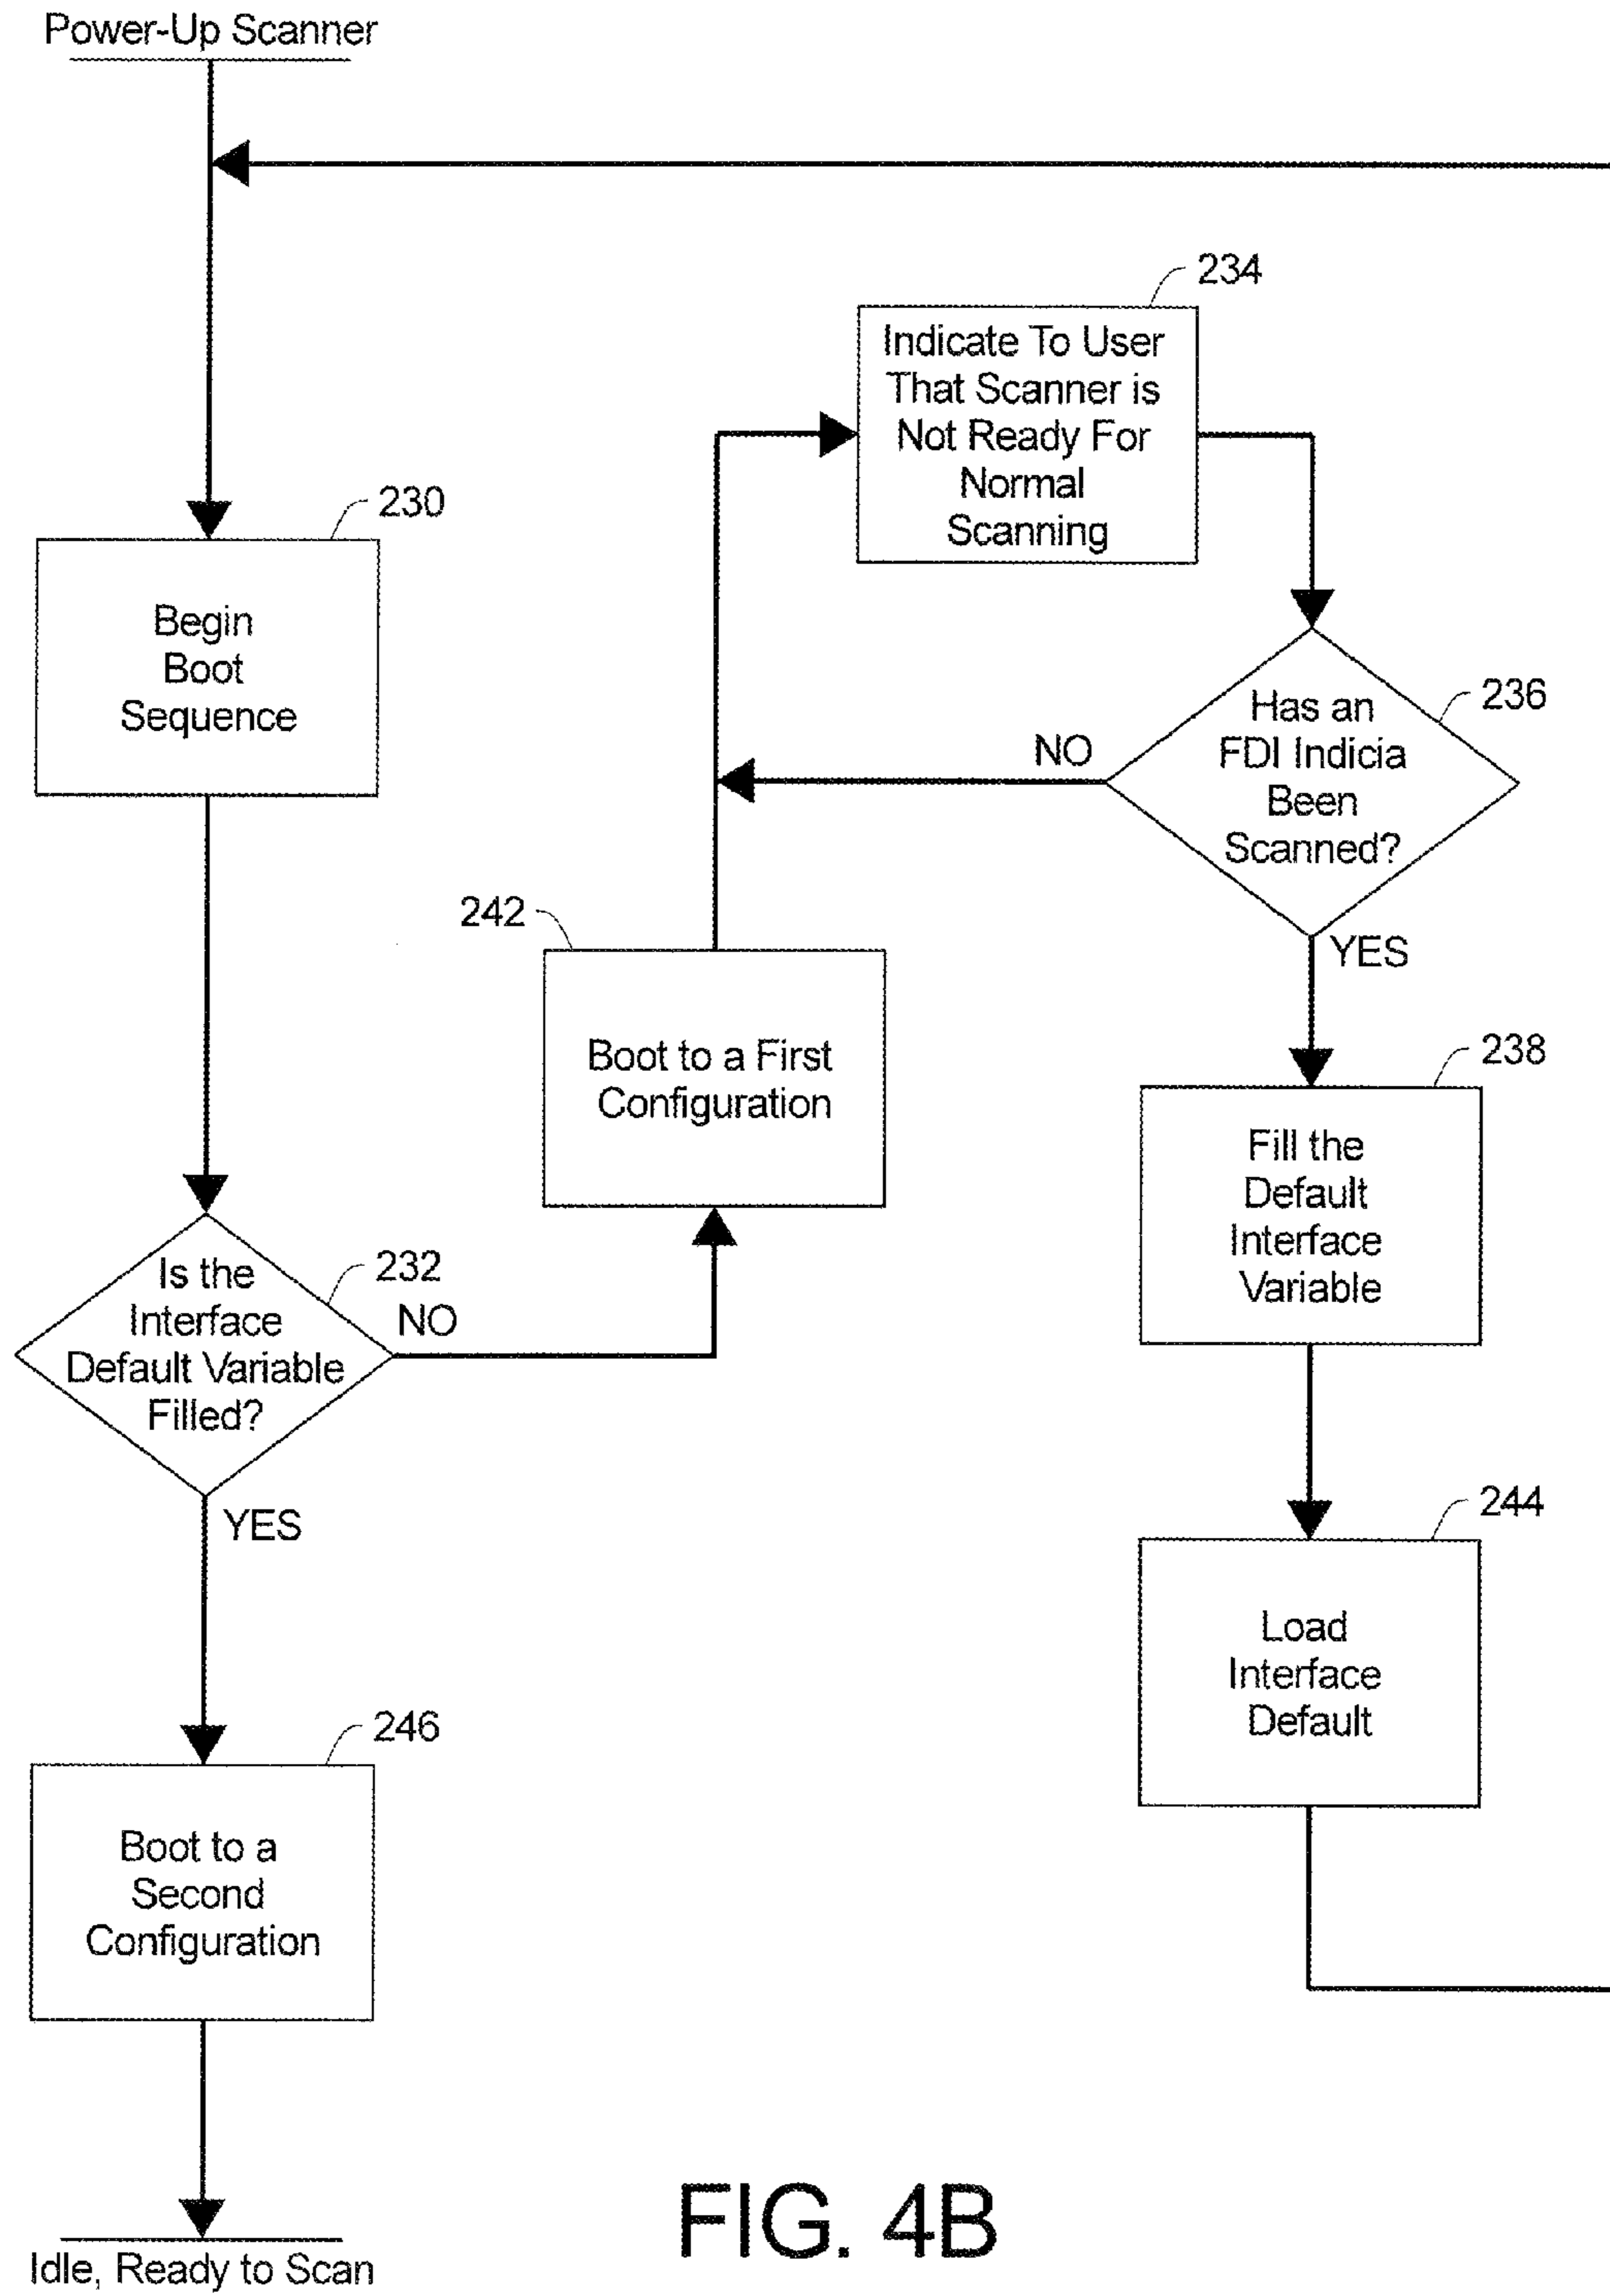 Power-Up Scanner
234
Indicate To User
That Scanner is
Not Ready For
Normal
Scanning
230
Begin
Boot
Sequence
236
Has an
FDI Indicia
Been
Scanned?
NO
YES
242
Boot to a First
Configuration
238
Fill the
Default
Interface
Variable
232
Is the
Interface
Default Variable
Filled?
NO
YES
244
Load
Interface
Default
246
Boot to a
Second
Configuration
Idle, Ready to Scan
FIG. 4B